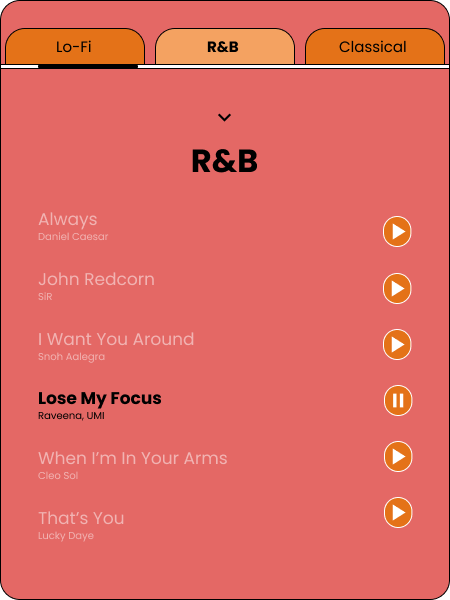 Lo-Fi
R&B
Classical
R&B
Always
Daniel Caesar
John Redcorn
SiR
I Want You Around
Snoh Aalegra
Lose My Focus
Raveena, UMI
When I’m In Your Arms
Cleo Sol
That’s You
Lucky Daye